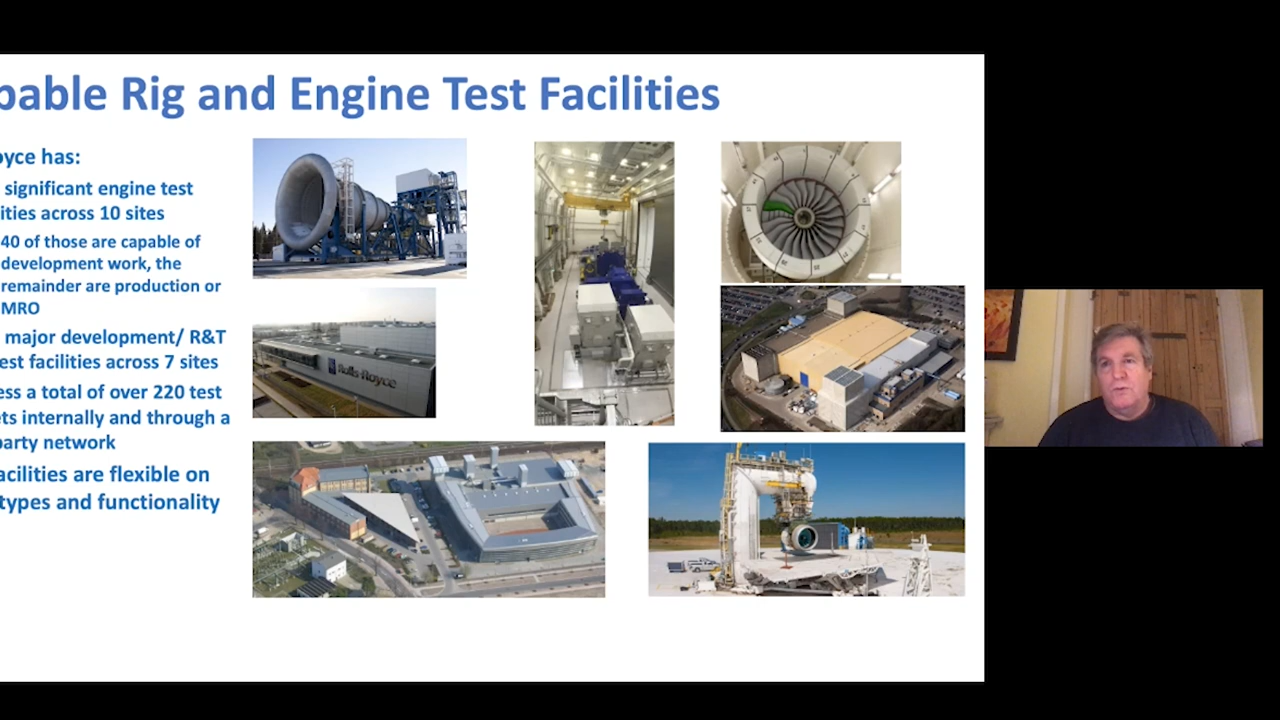 pable Rig and Engine Test Facilities
oyce has:
significant engine test
ities across 10 sites
40 of those are capable of
development work, the
remainder are production or
MRO
major development/ R&T
est facilities across 7 sites
ess a total of over 220 test
ets internally and through a
party network
acilities are flexible on
types and functionality
Rolls-Royce